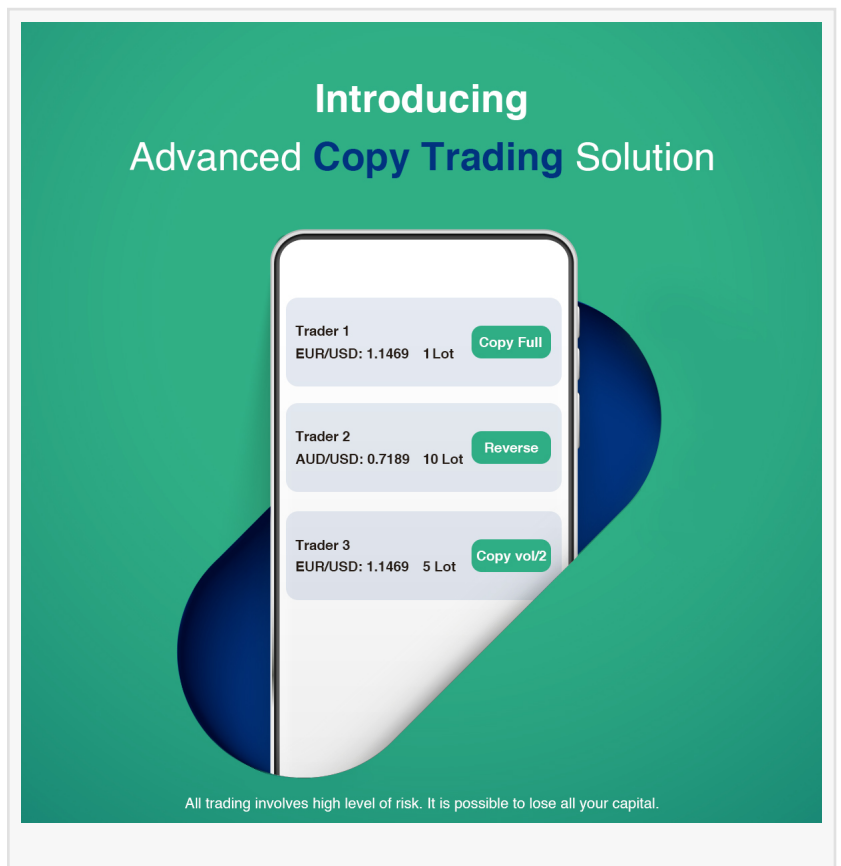 Introducing
Advanced Copy Trading Solution
Trader 1
EUR/USD: 1.1469 1 Lot
Copy Full
Trader 2
AUD/USD: 0.7189 10 Lot
Reverse
Trader 3
EUR/USD: 1.1469 5 Lot
Copy vol/2
All trading involves high level of risk. It is possible to lose all your capital.